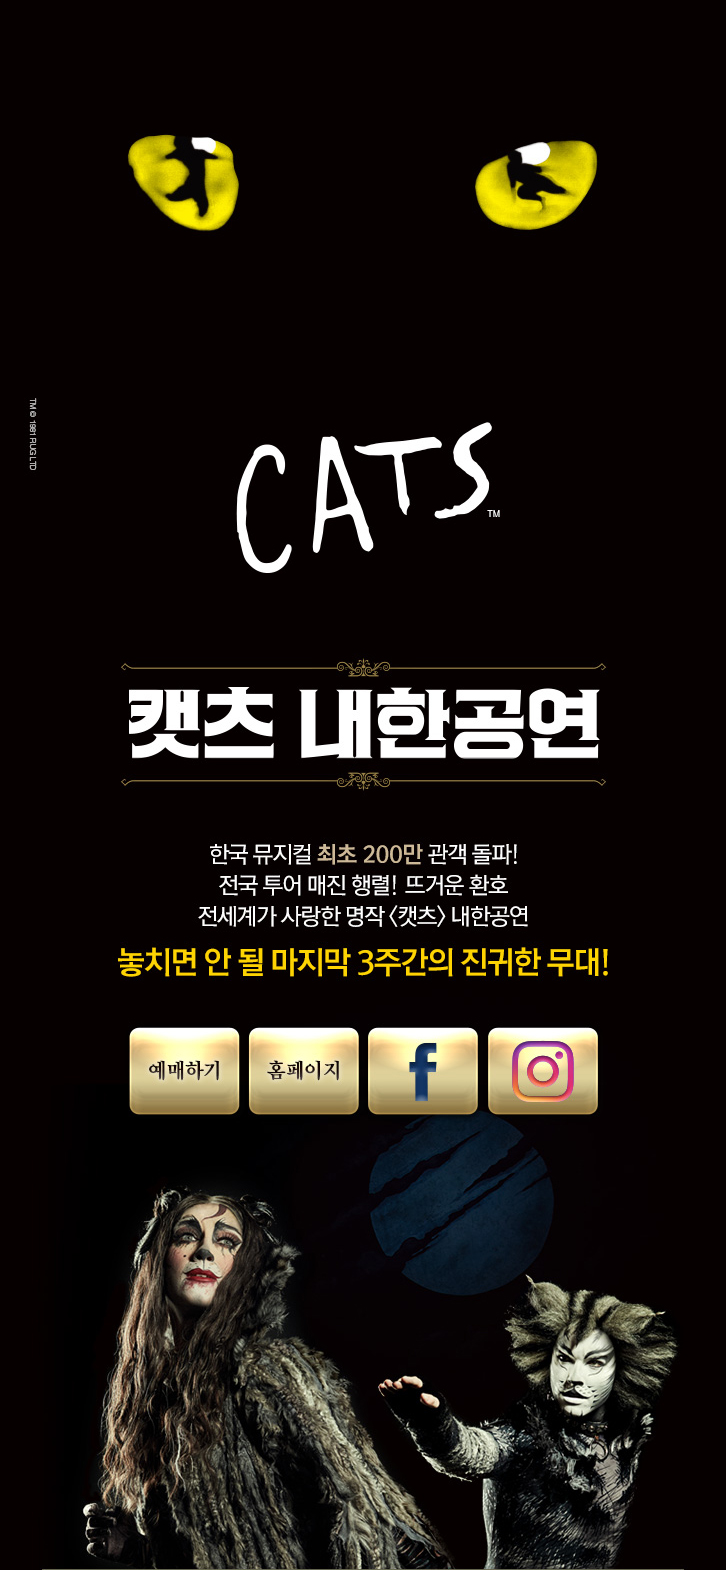 TM © 1981 RUG LTD
CATS
TM
캣츠 내한공연
한국 뮤지컬 최초 200만 관객 돌파!
전국 투어 매진 행렬! 뜨거운 환호
전세계가 사랑한 명작 〈캣츠〉 내한공연
놓치면 안 될 마지막 3주간의 진귀한 무대!
예매하기
홈페이지